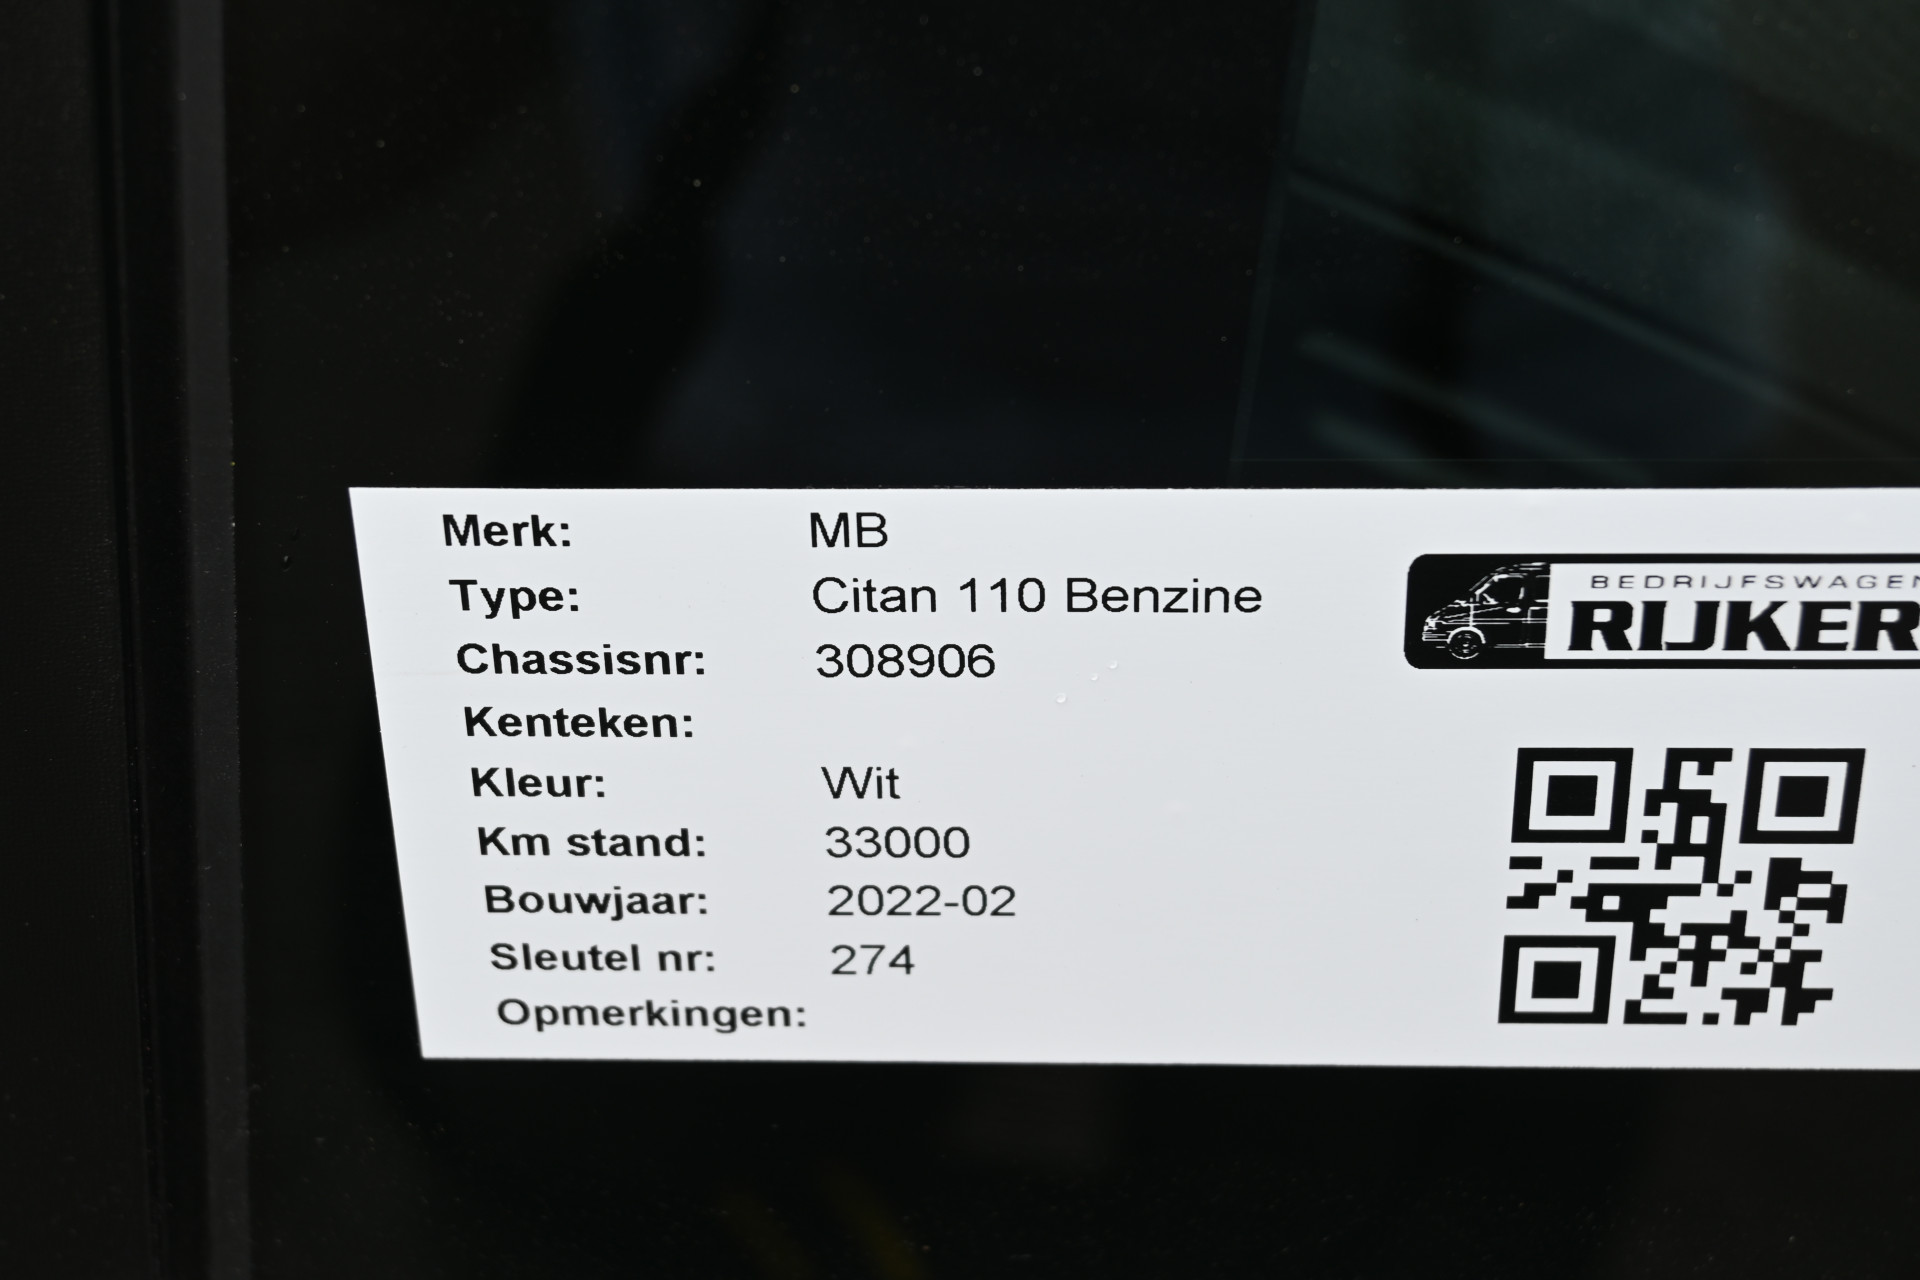 Merk: MB
Type: Citan 110 Benzine
Chassisnr: 308906
Kenteken:
Kleur: Wit
Km stand: 33000
Bouwjaar: 2022-02
Sleutel nr: 274
Opmerkingen:
BEDRIJFSWAGEN
RIJKER